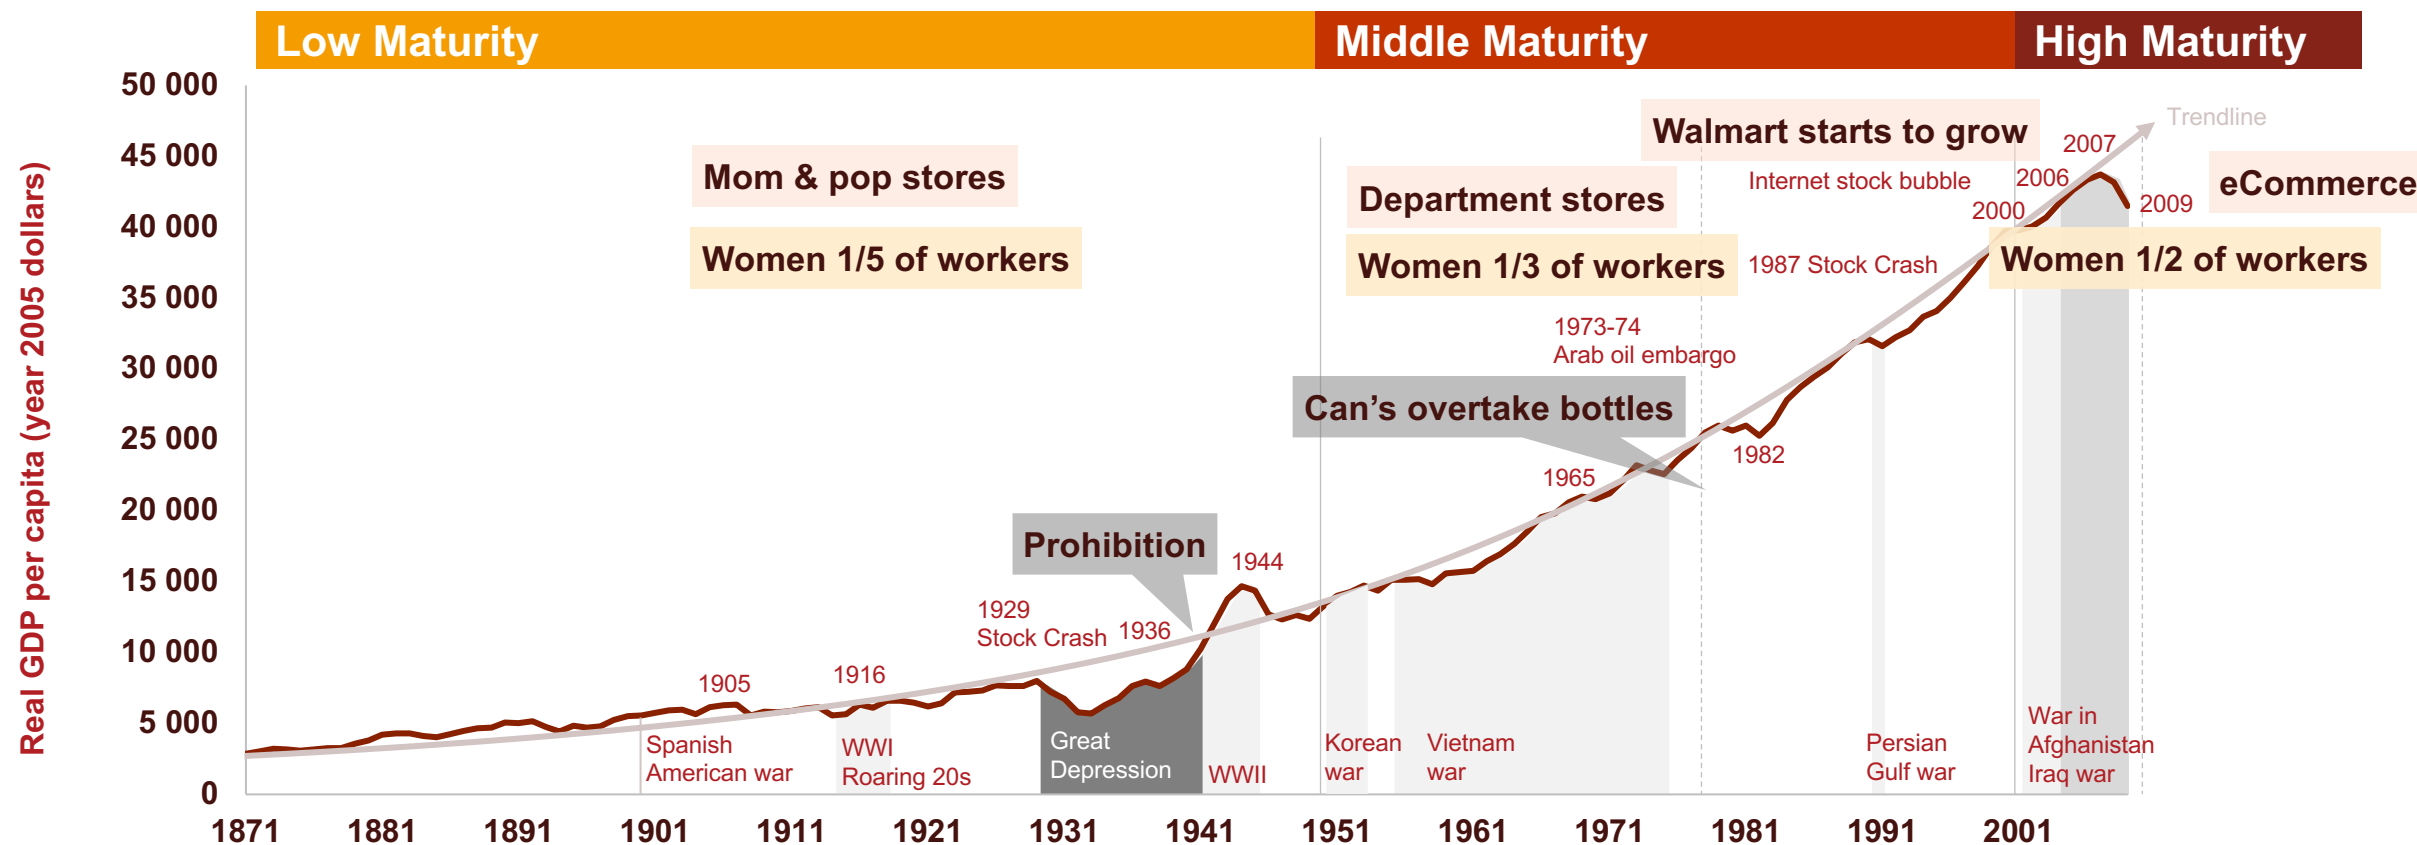 Low Maturity
Middle Maturity
High Maturity
Real GDP per capita (year 2005 dollars)
50 000
45 000
40 000
35 000
30 000
25 000
20 000
15 000
10 000
5 000
0
Trendline
Walmart starts to grow
2007
Mom & pop stores
Internet stock bubble
2006
eCommerce
Department stores
2000
2009
Women 1/5 of workers
Women 1/3 of workers
1987 Stock Crash
Women 1/2 of workers
1973-74
Arab oil embargo
Can’s overtake bottles
1982
1965
Prohibition
1944
1929
Stock Crash
1936
1916
1905
Spanish
American war
WWI
Roaring 20s
Great
Depression
WWII
Korean
war
Vietnam
war
Persian
Gulf war
War in
Afghanistan
Iraq war
1871
1881
1891
1901
1911
1921
1931
1941
1951
1961
1971
1981
1991
2001